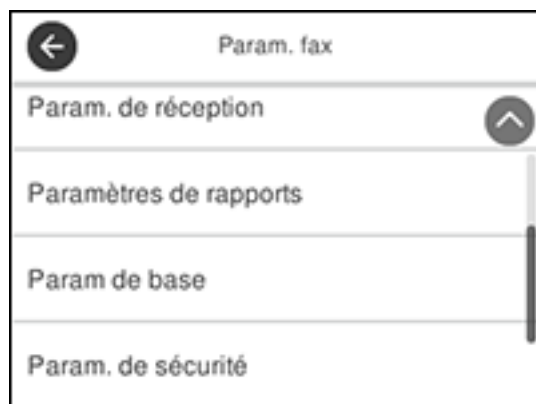 Param. fax
Param. de réception
Paramètres de rapports
Param de base
Param. de sécurité